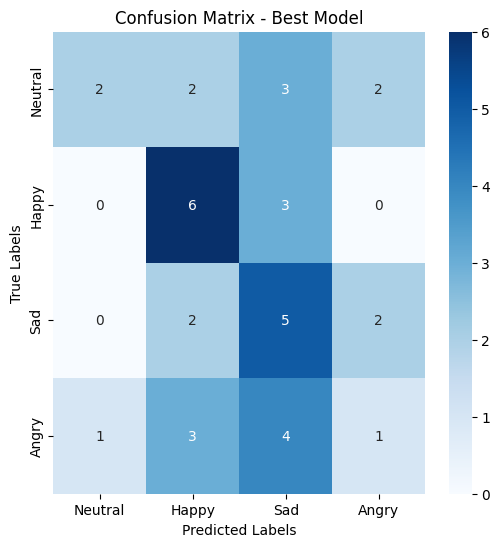 Confusion Matrix - Best Model
True Labels
Neutral
2 2 3 2
Happy
0 6 3 0
Sad
0 2 5 2
Angry
1 3 4 1
Neutral Happy Sad Angry
Predicted Labels
6
5
4
3
2
1
0